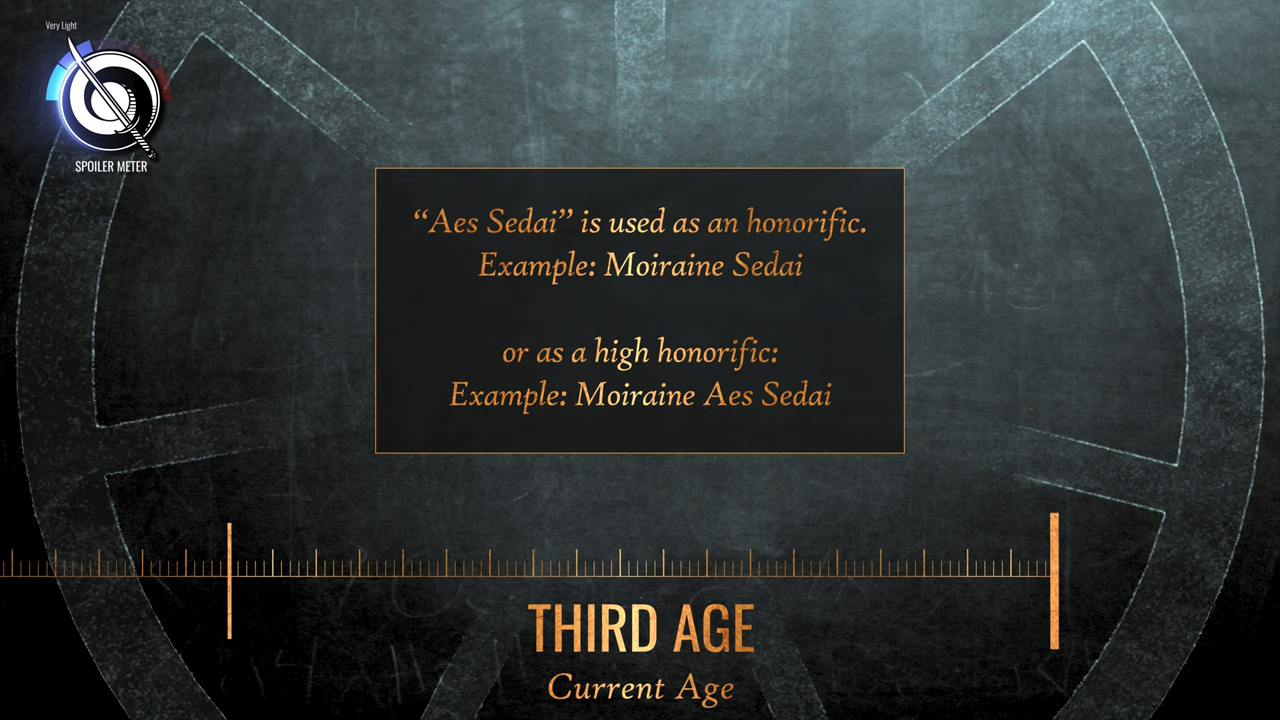 Very Light
SPOILER METER
“Aes Sedai” is used as an honorific.
Example: Moiraine Sedai
or as a high honorific:
Example: Moiraine Aes Sedai
THIRD AGE
Current Age